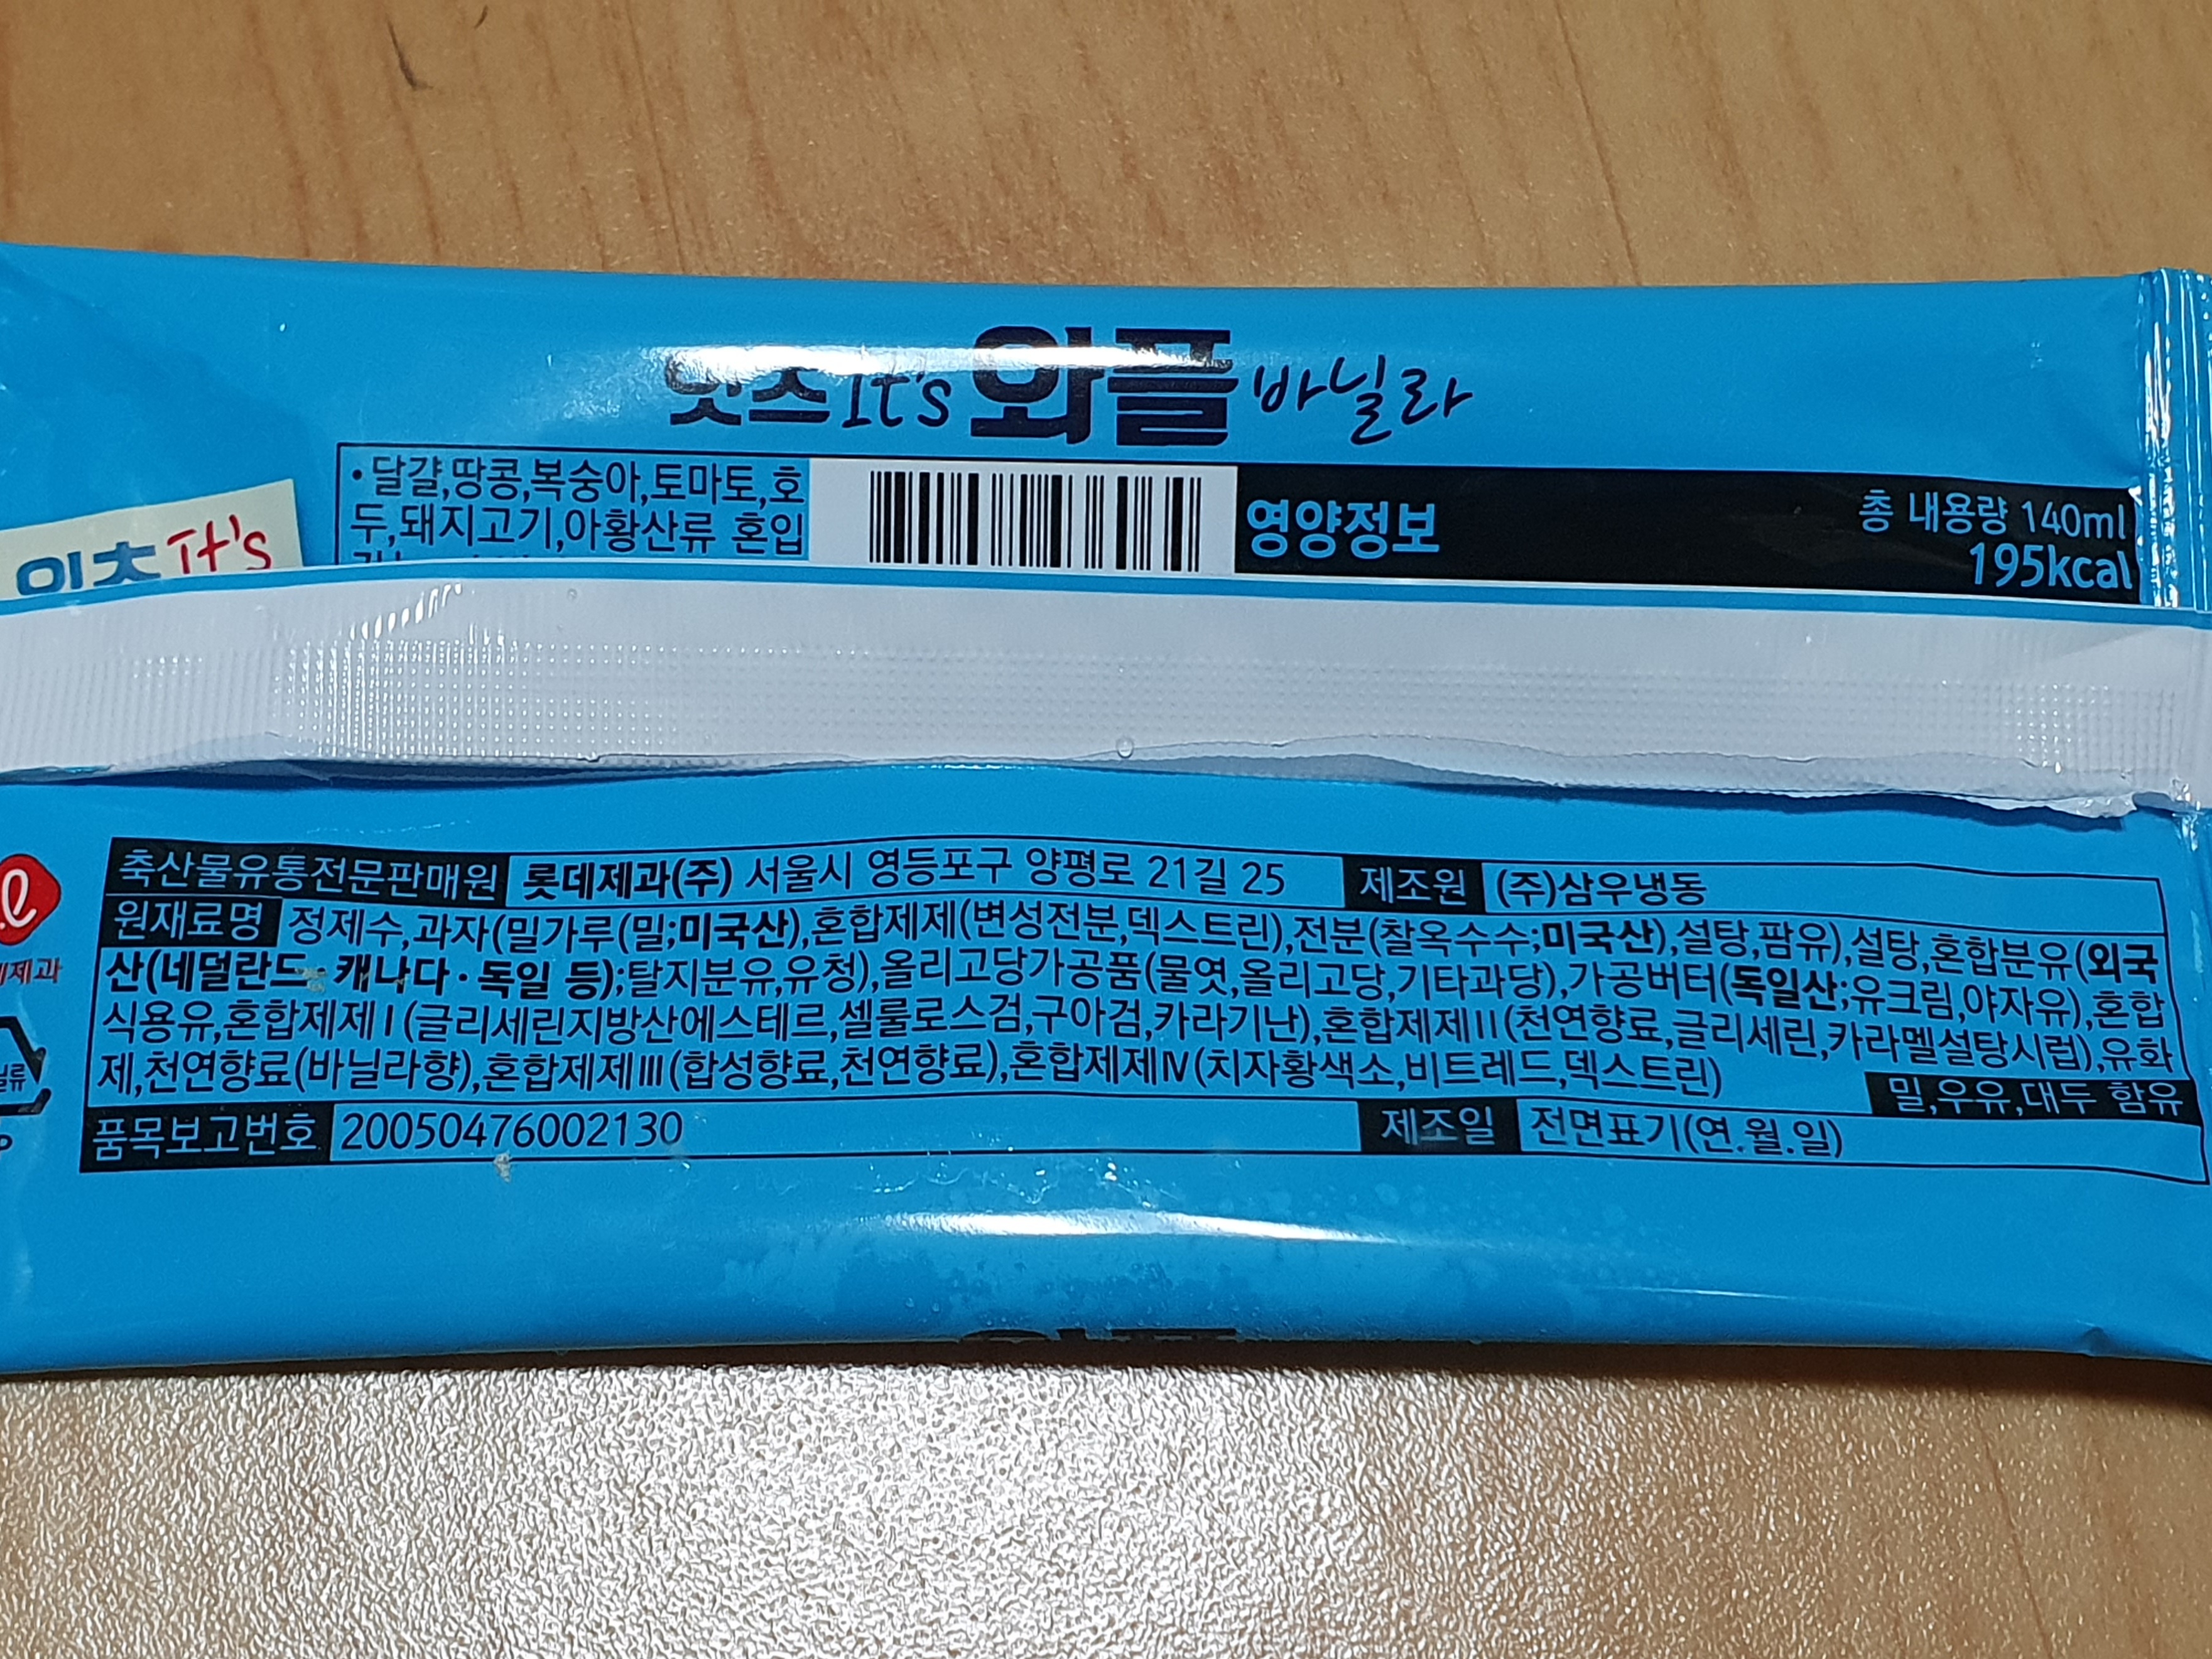 잇츠 It's 와플 바닐라
• 달걀,땅콩,복숭아,토마토,호
두,돼지고기,아황산류 혼입
영양정보
총 내용량 140ml
195kcal
잇츠 It's
축산물유통전문판매원 롯데제과(주) 서울시 영등포구 양평로 21길 25 제조원 (주)삼우냉동
원재료명 정제수,과자(밀가루(밀;미국산),혼합제제(변성전분,덱스트린),전분(찰옥수수;미국산),설탕,팜유),설탕,혼합분유(외국
산(네덜란드·캐나다·독일 등);탈지분유,유청),올리고당가공품(물엿,올리고당,기타과당),가공버터(독일산;유크림,야자유),혼합
식용유,혼합제제Ⅰ(글리세린지방산에스테르,셀룰로스검,구아검,카라기난),혼합제제Ⅱ(천연향료,글리세린,카라멜설탕시럽),유화
제,천연향료(바닐라향),혼합제제Ⅲ(합성향료,천연향료),혼합제제Ⅳ(치자황색소,비트레드,덱스트린)
밀,우유,대두 함유
품목보고번호 20050476002130 제조일 전면표기(연.월.일)